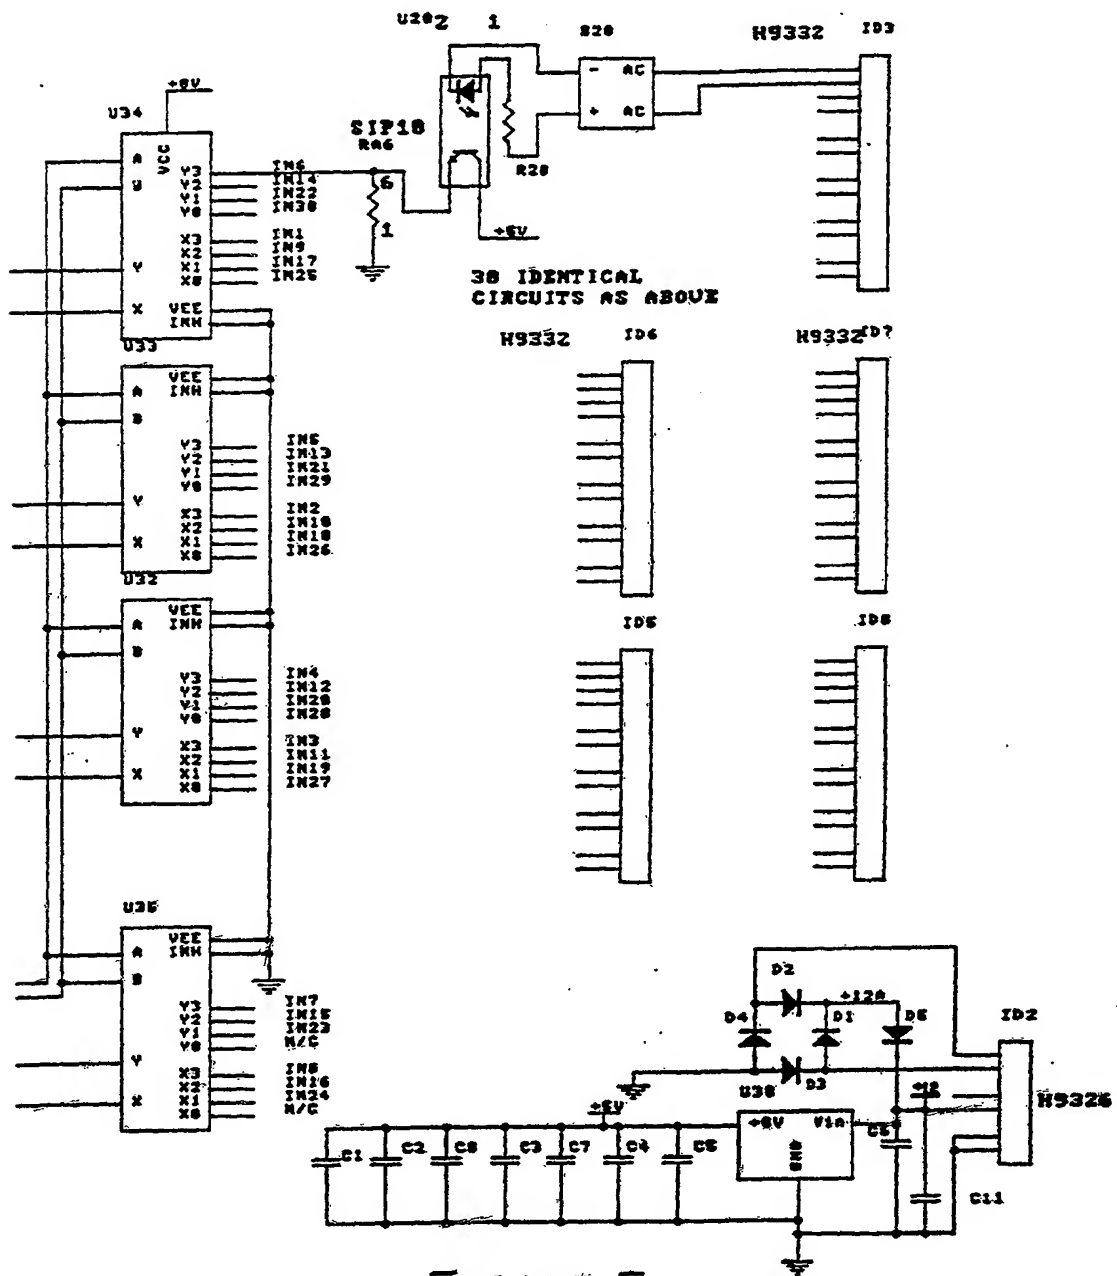 U20 2 1
B20
H9332
ID3
+5V
U34
SIP10
RA6
A
B
VCC
Y3
Y2
Y1
Y0
X3
X2
X1
X0
Y
X
VEE
INH
IN6
IN14
IN22
IN30
IN1
IN9
IN17
IN25
6
1
R20
+5V
-
+
AC
AC
30 IDENTICAL
CIRCUITS AS ABOVE
U33
A
B
VEE
INH
Y3
Y2
Y1
Y0
X3
X2
X1
X0
Y
X
IN5
IN13
IN21
IN29
IN2
IN10
IN18
IN26
H9332
ID6
H9332
ID7
U32
A
B
VEE
INH
Y3
Y2
Y1
Y0
X3
X2
X1
X0
Y
X
IN4
IN12
IN20
IN28
IN3
IN11
IN19
IN27
ID5
ID8
U35
A
B
VEE
INH
Y3
Y2
Y1
Y0
X3
X2
X1
X0
Y
X
IN7
IN15
IN23
N/C
IN8
IN16
IN24
N/C
D2
+12A
D4
D1
D5
D3
ID2
H9326
U38
+5V
+5V
Vin
GND
+12
C1
C2
C8
C3
C7
C4
C5
C6
C11